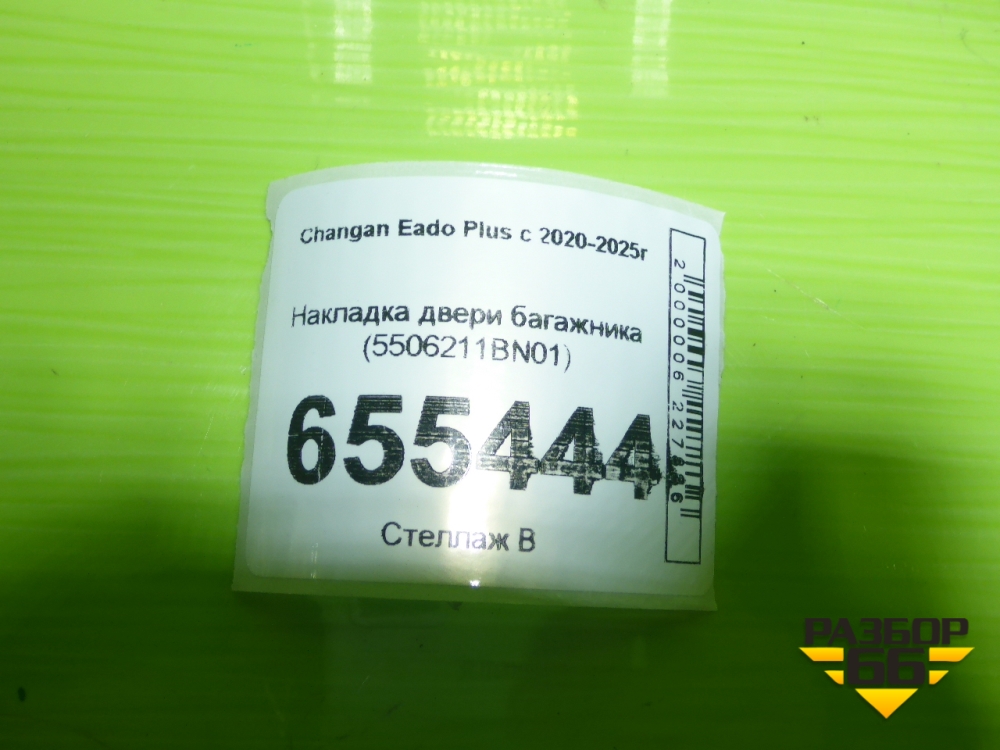 Changan Eado Plus с 2020-2025г
Накладка двери багажника
(5506211BN01)
655444
Стеллаж В
РАЗБОР
66